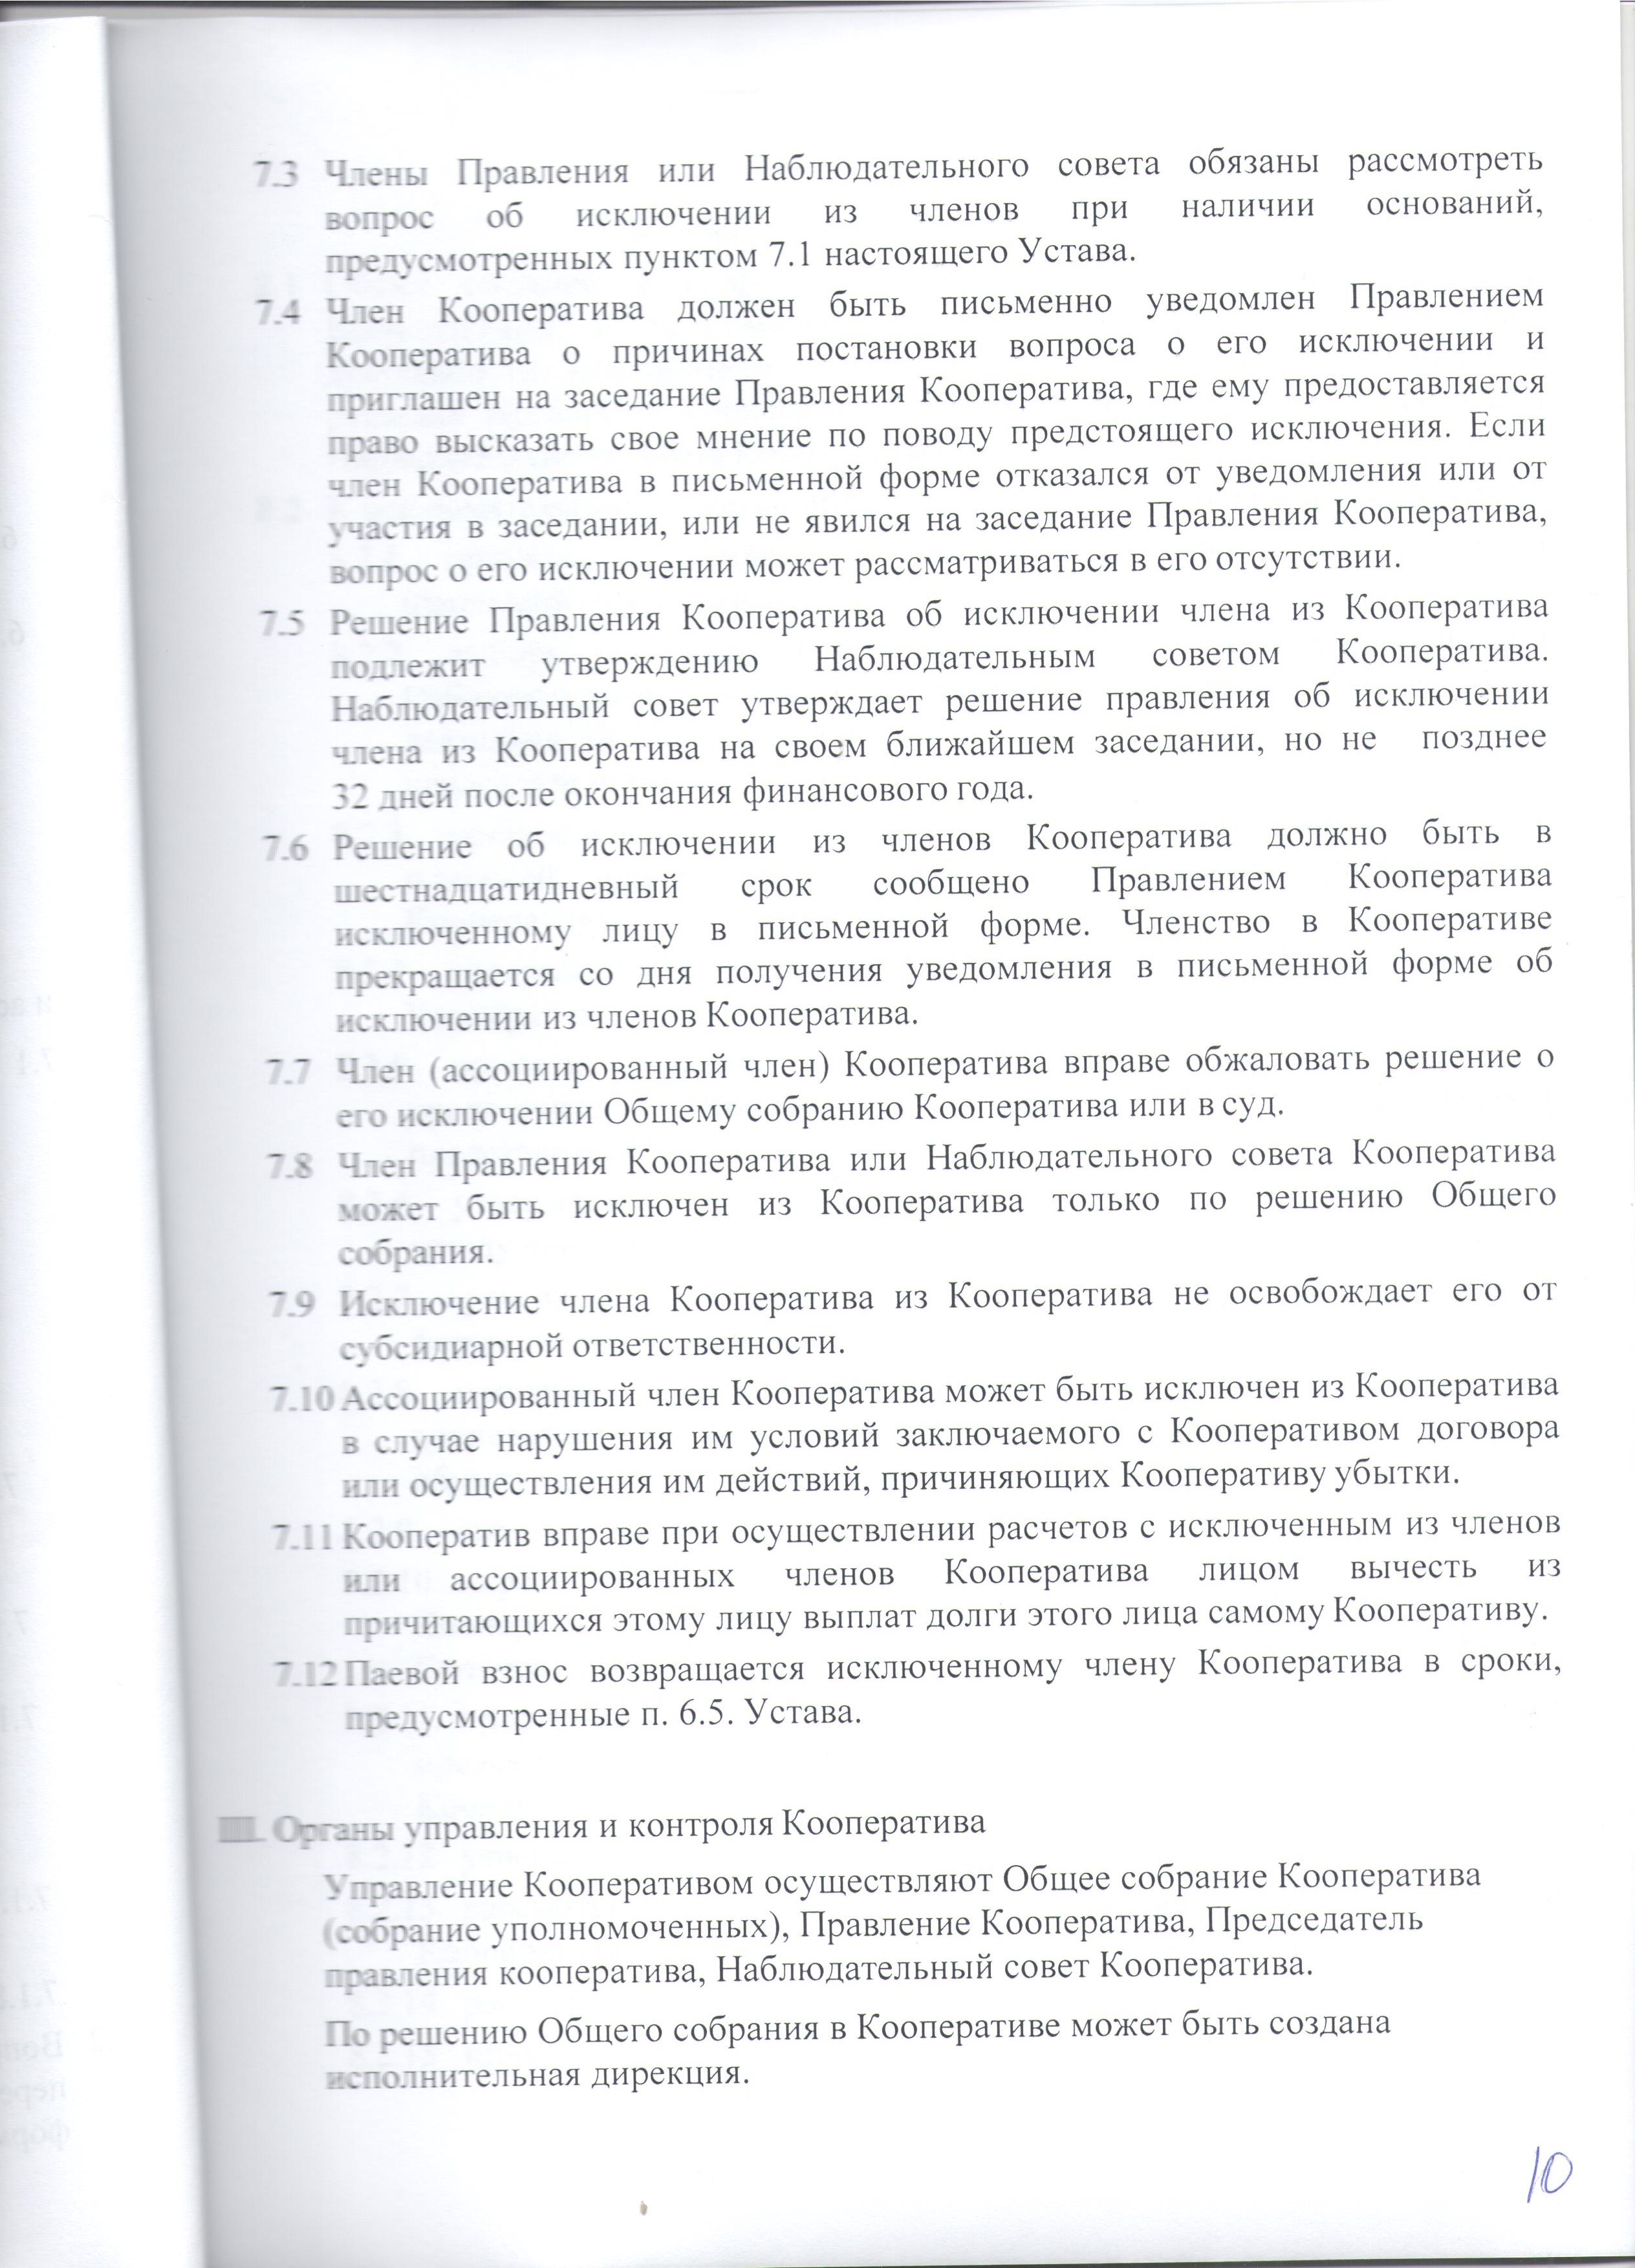 7.3 Члены Правления или Наблюдательного совета обязаны рассмотреть
вопрос об исключении из членов при наличии оснований,
предусмотренных пунктом 7.1 настоящего Устава.
7.4 Член Кооператива должен быть письменно уведомлен Правлением
Кооператива о причинах постановки вопроса о его исключении и
приглашен на заседание Правления Кооператива, где ему предоставляется
право высказать свое мнение по поводу предстоящего исключения. Если
член Кооператива в письменной форме отказался от уведомления или от
участия в заседании, или не явился на заседание Правления Кооператива,
вопрос о его исключении может рассматриваться в его отсутствии.
7.5 Решение Правления Кооператива об исключении члена из Кооператива
подлежит утверждению Наблюдательным советом Кооператива.
Наблюдательный совет утверждает решение правления об исключении
члена из Кооператива на своем ближайшем заседании, но не позднее
32 дней после окончания финансового года.
7.6 Решение об исключении из членов Кооператива должно быть в
шестнадцатидневный срок сообщено Правлением Кооператива
исключенному лицу в письменной форме. Членство в Кооперативе
прекращается со дня получения уведомления в письменной форме об
исключении из членов Кооператива.
7.7 Член (ассоциированный член) Кооператива вправе обжаловать решение о
его исключении Общему собранию Кооператива или в суд.
7.8 Член Правления Кооператива или Наблюдательного совета Кооператива
может быть исключен из Кооператива только по решению Общего
собрания.
7.9 Исключение члена Кооператива из Кооператива не освобождает его от
субсидиарной ответственности.
7.10 Ассоциированный член Кооператива может быть исключен из Кооператива
в случае нарушения им условий заключаемого с Кооперативом договора
или осуществления им действий, причиняющих Кооперативу убытки.
7.11 Кооператив вправе при осуществлении расчетов с исключенным из членов
или ассоциированных членов Кооператива лицом вычесть из
причитающихся этому лицу выплат долги этого лица самому Кооперативу.
7.12 Паевой взнос возвращается исключенному члену Кооператива в сроки,
предусмотренные п. 6.5. Устава.
III. Органы управления и контроля Кооператива
Управление Кооперативом осуществляют Общее собрание Кооператива
(собрание уполномоченных), Правление Кооператива, Председатель
правления кооператива, Наблюдательный совет Кооператива.
По решению Общего собрания в Кооперативе может быть создана
исполнительная дирекция.
10